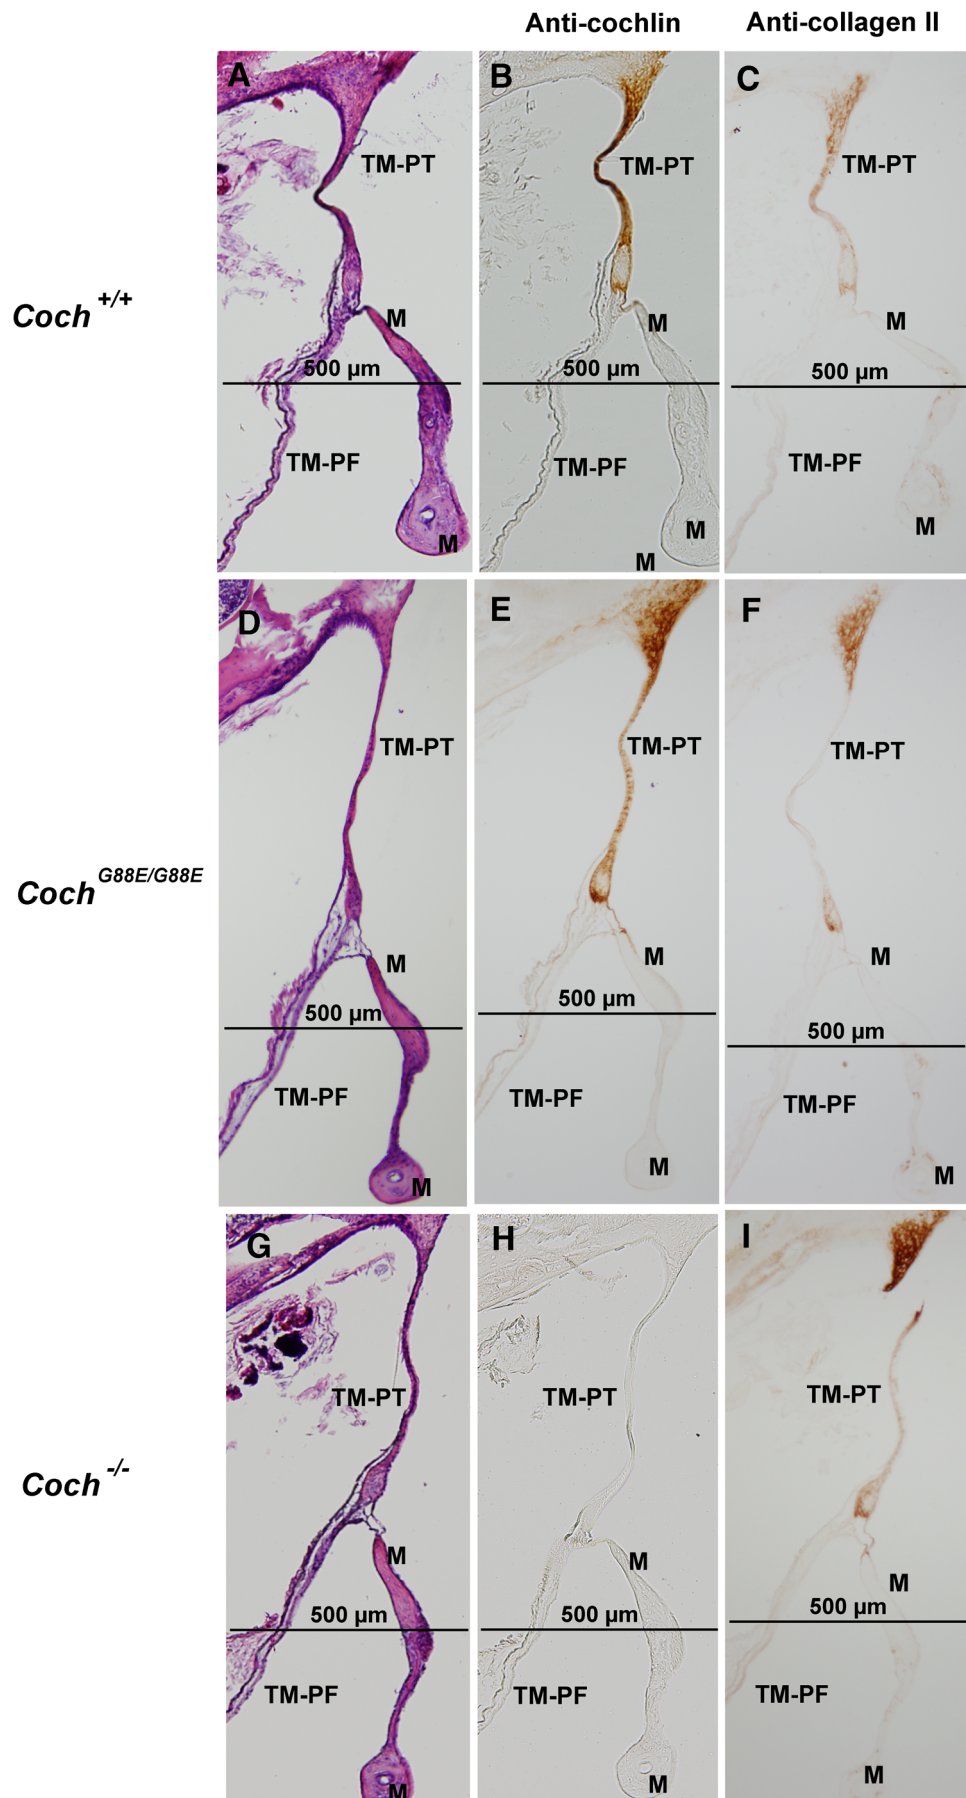 Anti-cochlin Anti-collagen II
A B C
TM-PT TM-PT TM-PT
Coch +/+
M M M
500 µm 500 µm 500 µm
TM-PF TM-PF TM-PF
M M M
M
D E F
TM-PT TM-PT TM-PT
Coch G88E/G88E
M M M
500 µm 500 µm 500 µm
TM-PF TM-PF TM-PF
M M M
G H I
TM-PT TM-PT TM-PT
Coch -/-
M M M
500 µm 500 µm 500 µm
TM-PF TM-PF TM-PF
M M M